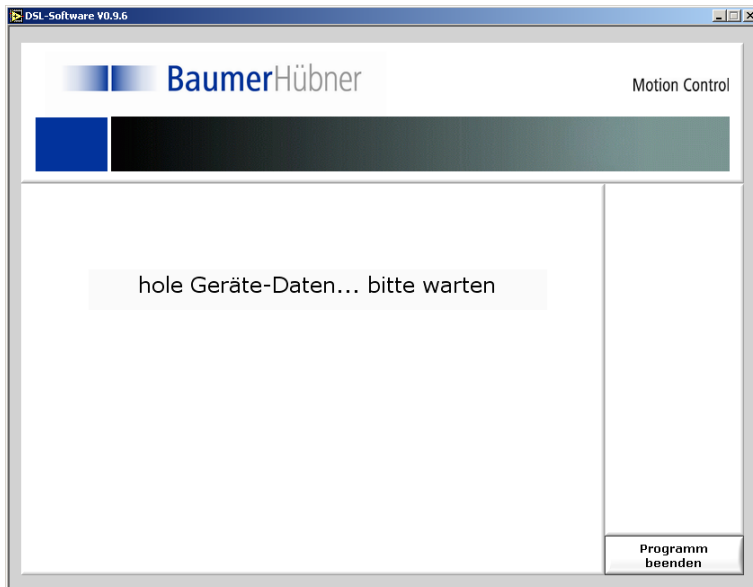 DSL-Software V0.9.6
BaumerHübner
Motion Control
hole Geräte-Daten... bitte warten
Programm
beenden